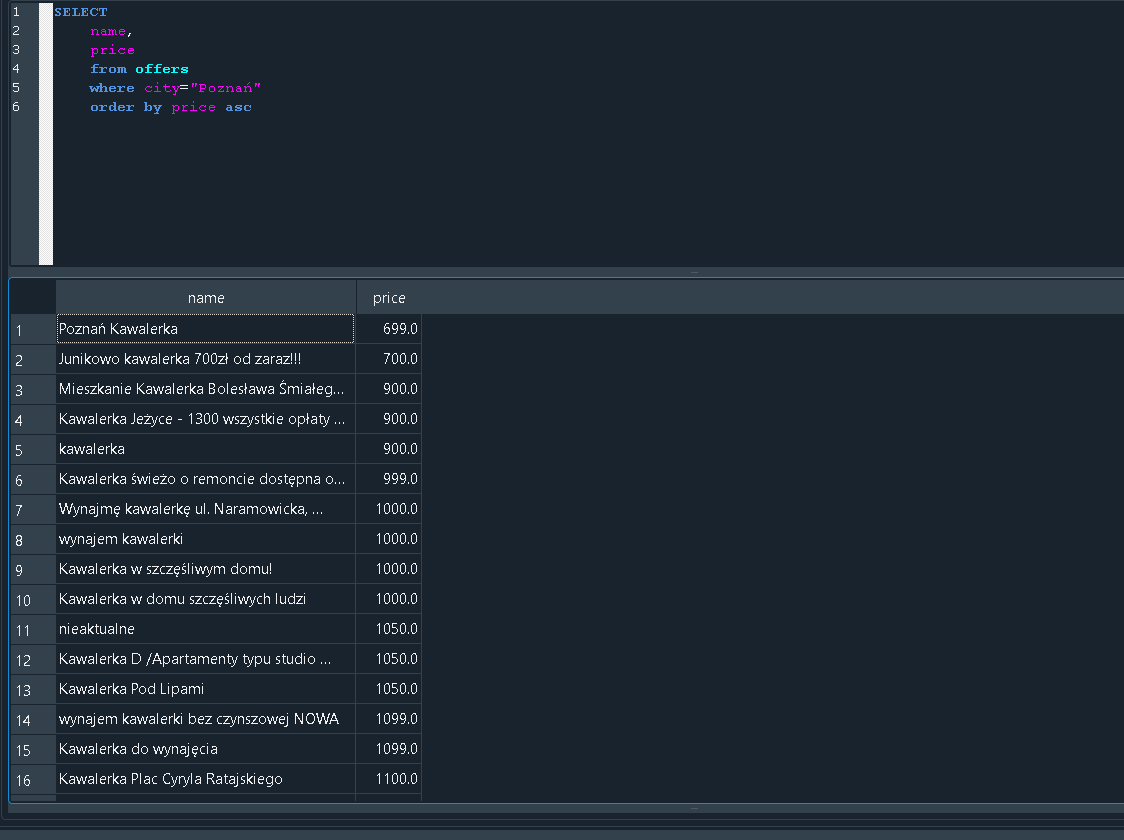 1 SELECT
2 name,
3 price
4 from offers
5 where city="Poznań"
6 order by price asc
name price
1 Poznań Kawalerka 699.0
2 Junikowo kawalerka 700zł od zaraz!!! 700.0
3 Mieszkanie Kawalerka Bolesława Śmiałeg... 900.0
4 Kawalerka Jeżyce - 1300 wszystkie opłaty ... 900.0
5 kawalerka 900.0
6 Kawalerka świeżo o remoncie dostępna o... 999.0
7 Wynajmę kawalerkę ul. Naramowicka, ... 1000.0
8 wynajem kawalerki 1000.0
9 Kawalerka w szczęśliwym domu! 1000.0
10 Kawalerka w domu szczęśliwych ludzi 1000.0
11 nieaktualne 1050.0
12 Kawalerka D /Apartamenty typu studio ... 1050.0
13 Kawalerka Pod Lipami 1050.0
14 wynajem kawalerki bez czynszowej NOWA 1099.0
15 Kawalerka do wynajęcia 1099.0
16 Kawalerka Plac Cyryla Ratajskiego 1100.0